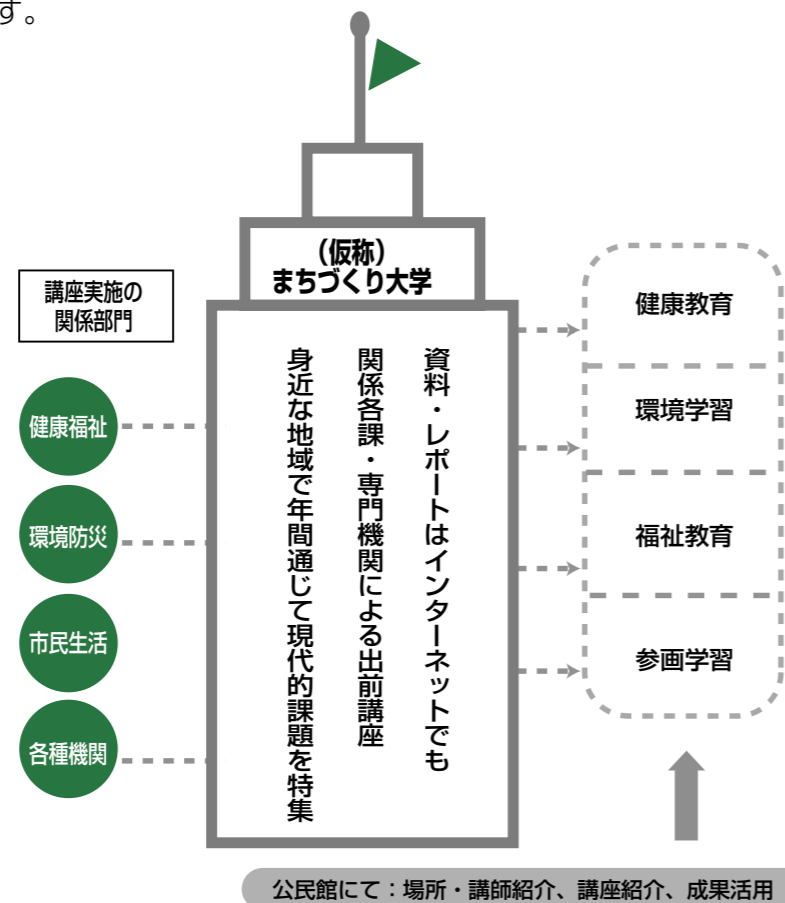 す。
(仮称)
まちづくり大学
講座実施の
関係部門
健康福祉
環境防災
市民生活
各種機関
資料・レポートはインターネットでも
関係各課・専門機関による出前講座
身近な地域で年間通じて現代的課題を特集
健康教育
環境学習
福祉教育
参画学習
公民館にて：場所・講師紹介、講座紹介、成果活用